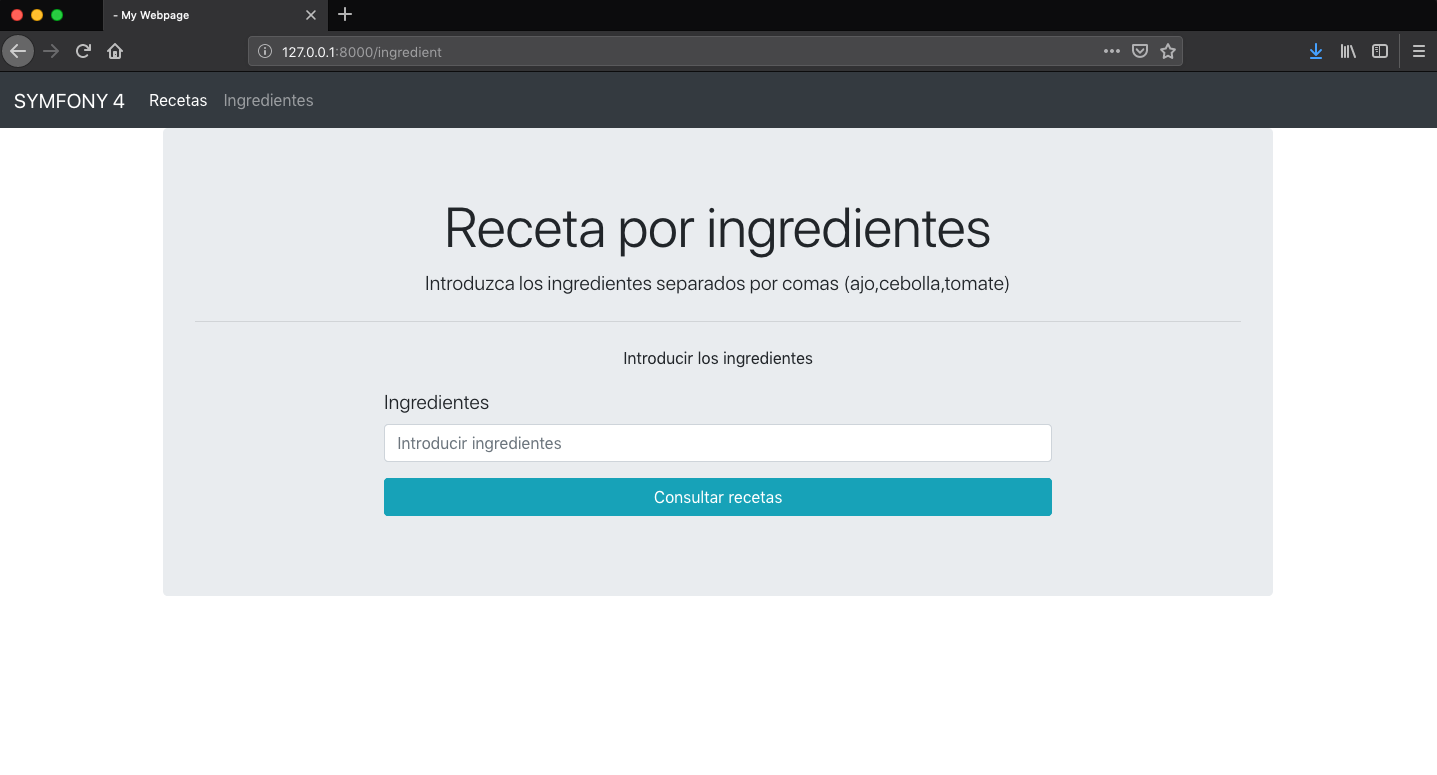 - My Webpage
127.0.0.1:8000/ingredient
SYMFONY 4 Recetas Ingredientes
Receta por ingredientes
Introduzca los ingredientes separados por comas (ajo,cebolla,tomate)
Introducir los ingredientes
Ingredientes
Introducir ingredientes
Consultar recetas